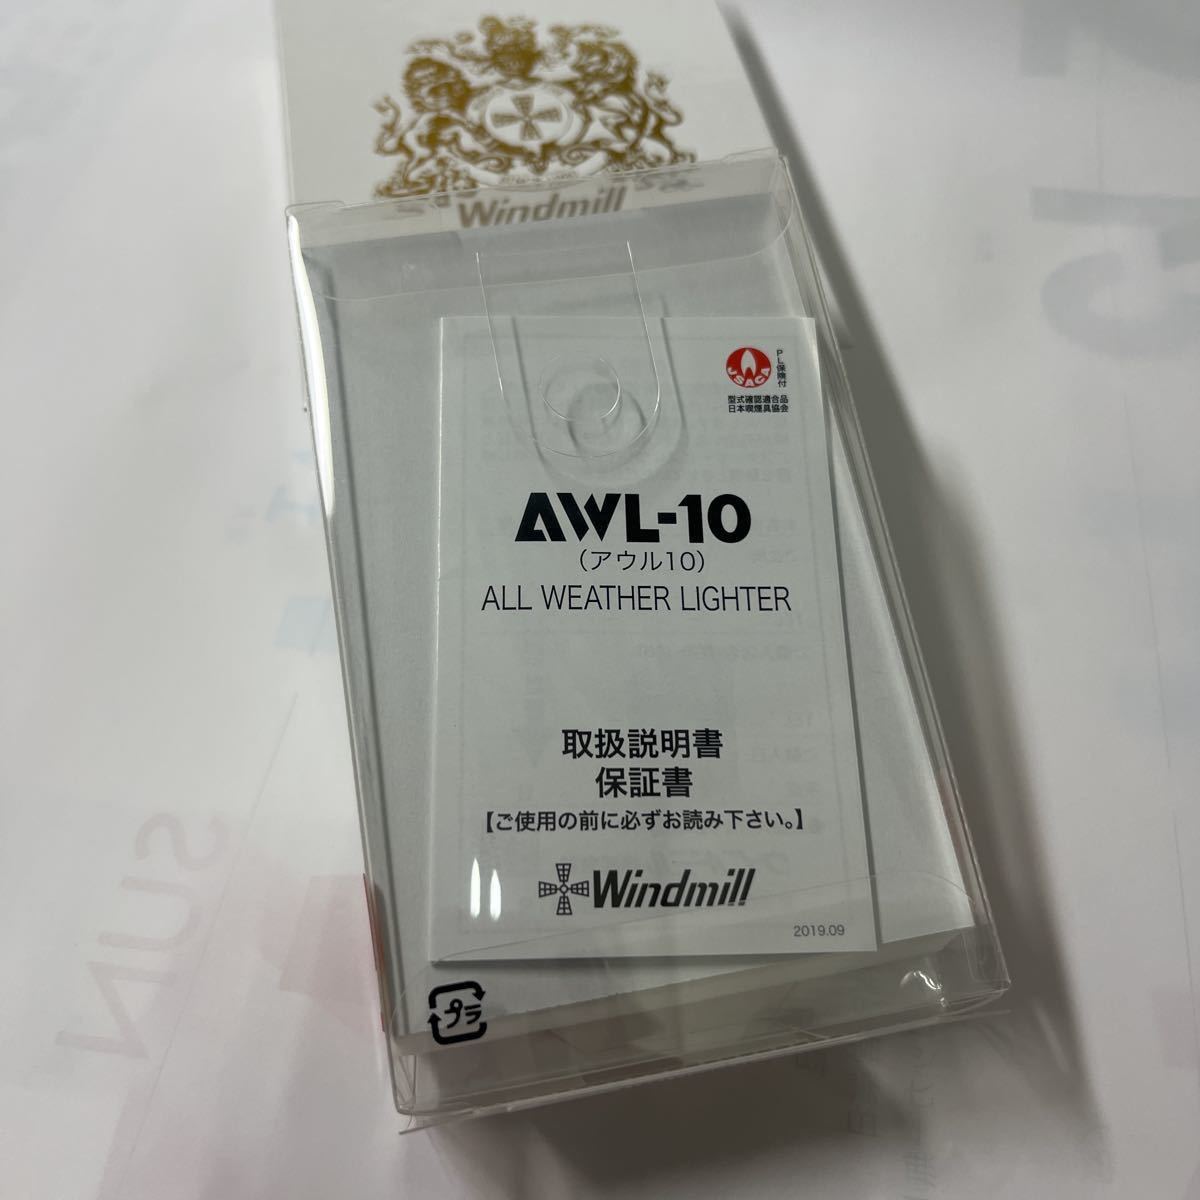 Windmill
JSAGA
PL保険付
型式確認適合品
日本喫煙具協会
AWL-10
(アウル10)
ALL WEATHER LIGHTER
取扱説明書
保証書
【ご使用の前に必ずお読み下さい。】
Windmill
2019.09
プラ